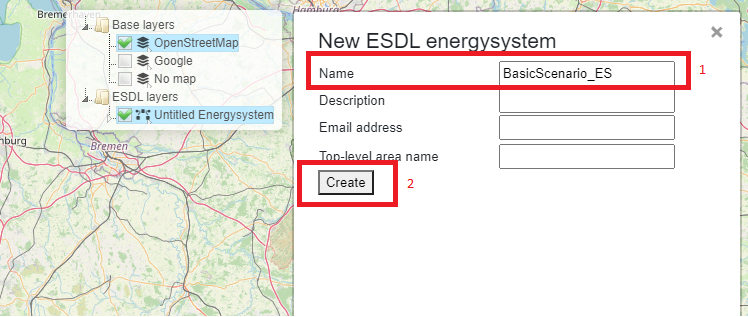 Bremerhaven
Hamburg
Base layers
OpenStreetMap
Google
No map
ESDL layers
Untitled Energysystem
Bremen
New ESDL energysystem
×
Name
BasicScenario_ES
1
Description
Email address
Top-level area name
Create
2